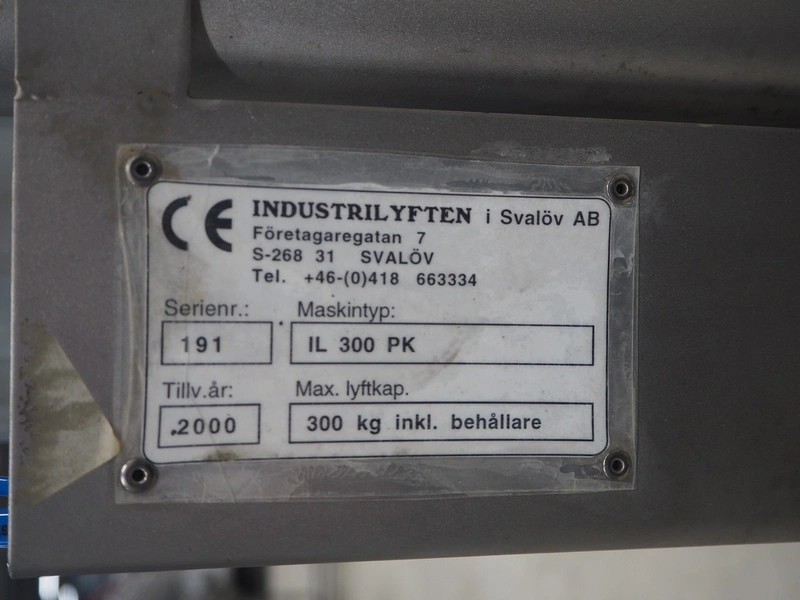 CE INDUSTRILYFTEN i Svalöv AB
Företagaregatan 7
S-268 31 SVALÖV
Tel. +46-(0)418 663334
Serienr.: Maskintyp:
191 IL 300 PK
Tillv.år: Max. lyftkap.
.2000 300 kg inkl. behållare